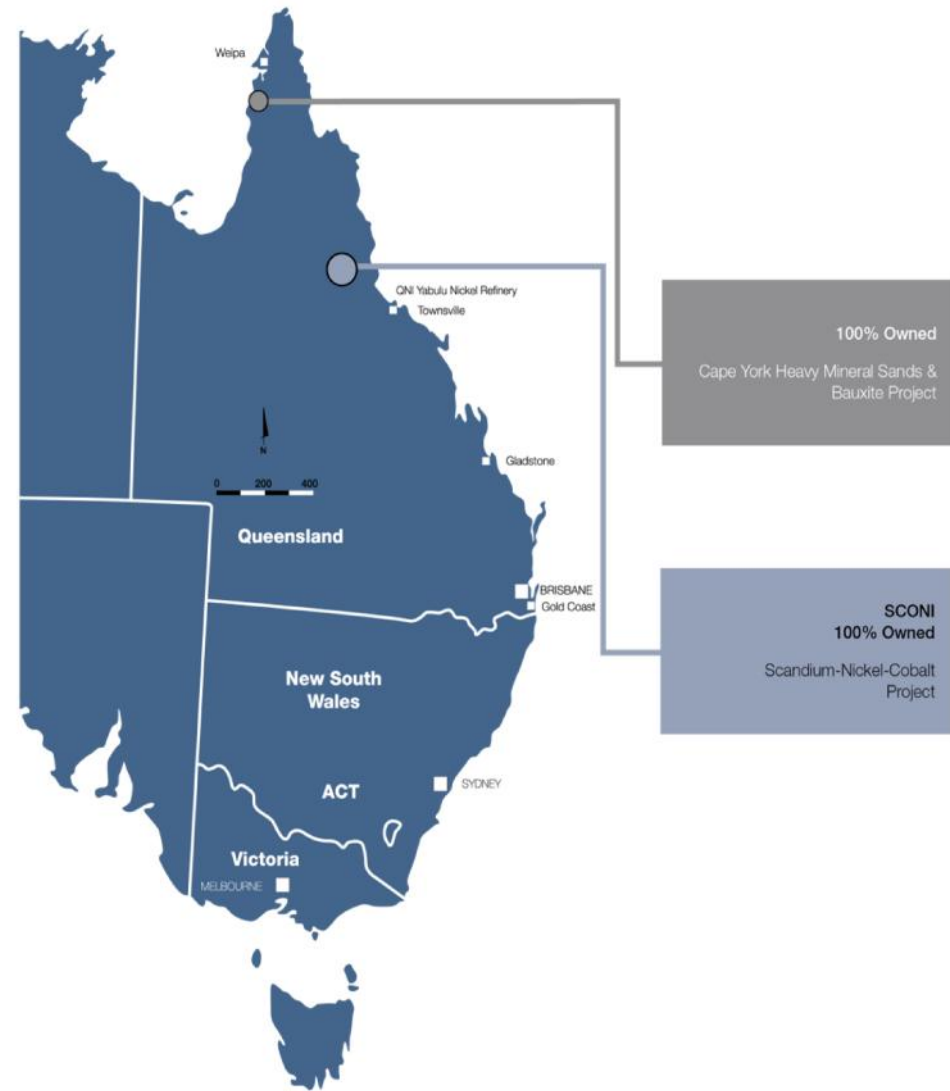 Weipa
QNI Yabulu Nickel Refinery
Townsville
100% Owned
Cape York Heavy Mineral Sands &
Bauxite Project
N
0 200 400
Gladstone
Queensland
BRISBANE
Gold Coast
SCONI
100% Owned
Scandium-Nickel-Cobalt
Project
New South
Wales
ACT
SYDNEY
Victoria
MELBOURNE